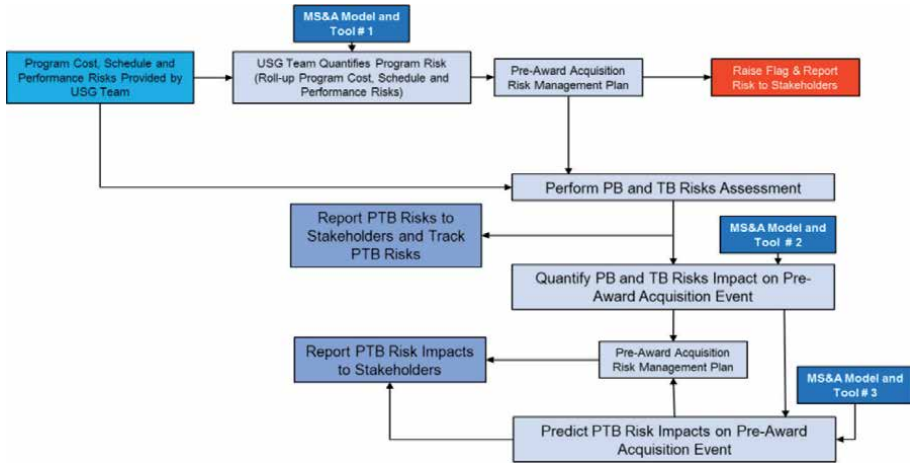 MS&A Model and
Tool # 1
Program Cost, Schedule and
Performance Risks Provided by
USG Team
USG Team Quantifies Program Risk
(Roll-up Program Cost, Schedule and
Performance Risks)
Pre-Award Acquisition
Risk Management Plan
Raise Flag & Report
Risk to Stakeholders
Perform PB and TB Risks Assessment
Report PTB Risks to
Stakeholders and Track
PTB Risks
MS&A Model and
Tool # 2
Quantify PB and TB Risks Impact on Pre-
Award Acquisition Event
Report PTB Risk Impacts
to Stakeholders
Pre-Award Acquisition
Risk Management Plan
MS&A Model and
Tool # 3
Predict PTB Risk Impacts on Pre-Award
Acquisition Event